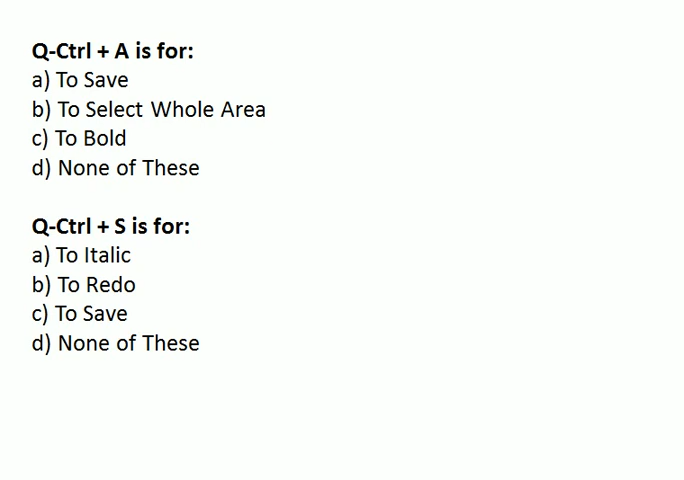 Q-Ctrl + A is for:
a) To Save
b) To Select Whole Area
c) To Bold
d) None of These
Q-Ctrl + S is for:
a) To Italic
b) To Redo
c) To Save
d) None of These